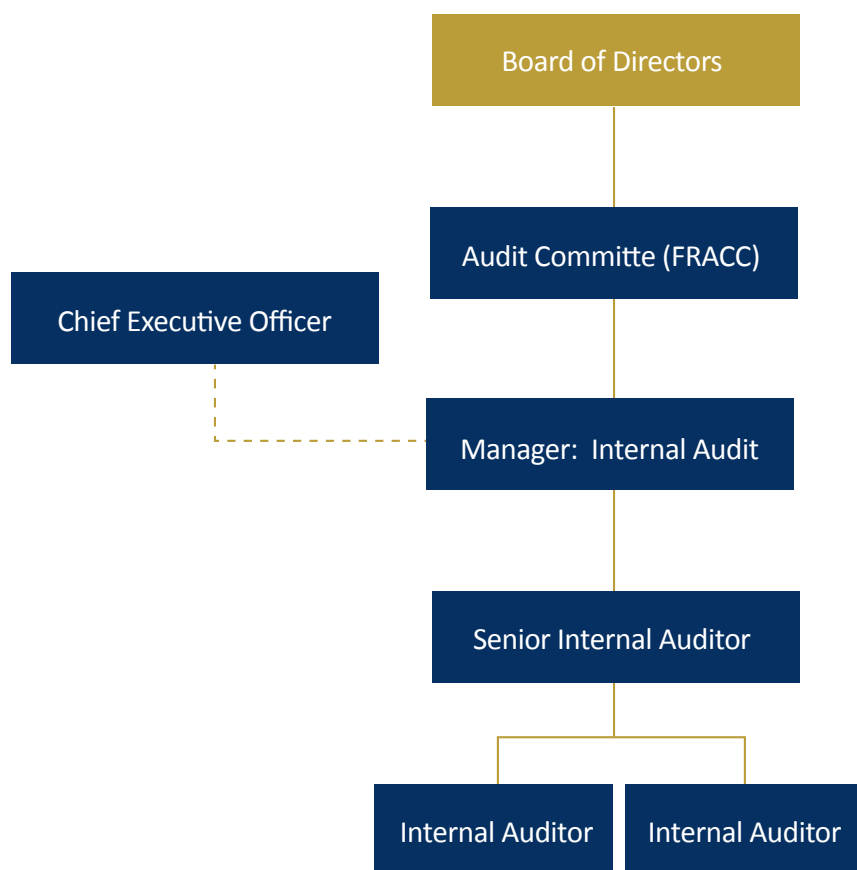 Board of Directors
Audit Committe (FRACC)
Chief Executive Officer
Manager:  Internal Audit
Senior Internal Auditor
Internal Auditor
Internal Auditor